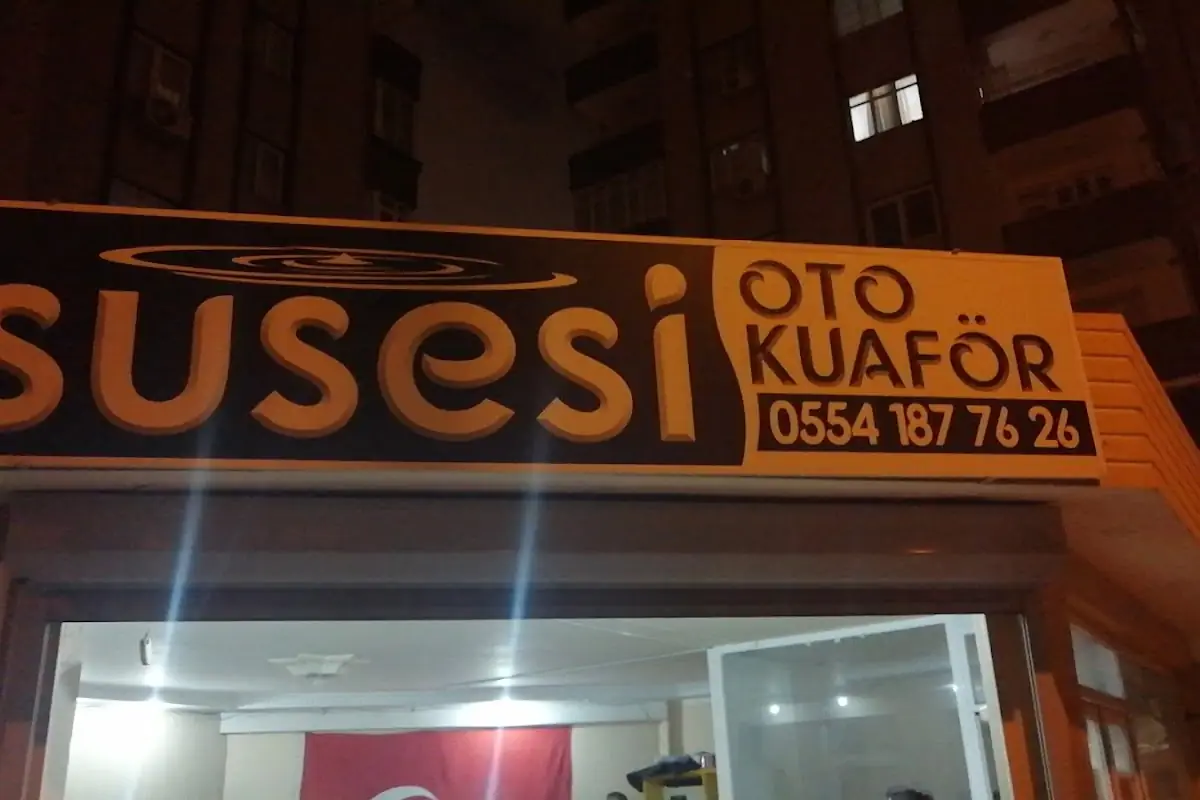 susesi
OTO
KUAFÖR
0554 187 76 26